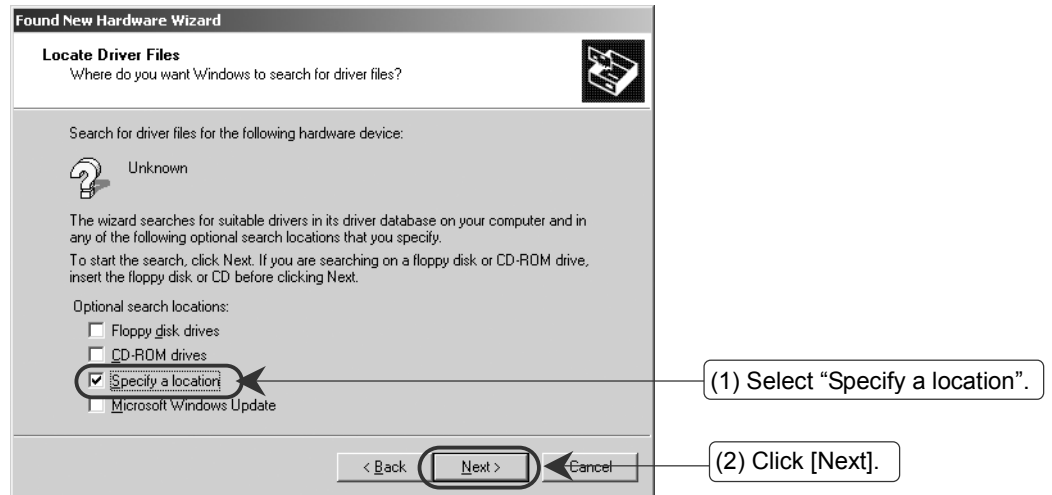 Found New Hardware Wizard
Locate Driver Files
Where do you want Windows to search for driver files?
Search for driver files for the following hardware device:
Unknown
The wizard searches for suitable drivers in its driver database on your computer and in
any of the following optional search locations that you specify.
To start the search, click Next. If you are searching on a floppy disk or CD-ROM drive,
insert the floppy disk or CD before clicking Next.
Optional search locations:
Floppy disk drives
CD-ROM drives
Specify a location
(1) Select “Specify a location”.
Microsoft Windows Update
< Back Next > Cancel
(2) Click [Next].